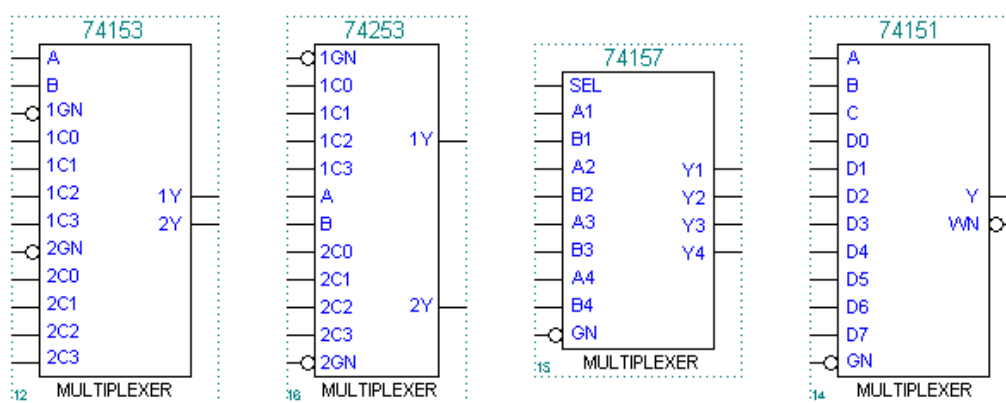 74153
A
B
1GN
1C0
1C1
1C2 1Y
1C3 2Y
2GN
2C0
2C1
2C2
2C3
12 MULTIPLEXER
74253
1GN
1C0
1C1
1C2 1Y
1C3
A
B
2C0
2C1
2C2 2Y
2C3
2GN
16 MULTIPLEXER
74157
SEL
A1
B1
A2 Y1
B2 Y2
A3 Y3
B3 Y4
A4
B4
GN
15 MULTIPLEXER
74151
A
B
C
D0
D1
D2 Y
D3 WN
D4
D5
D6
D7
GN
14 MULTIPLEXER